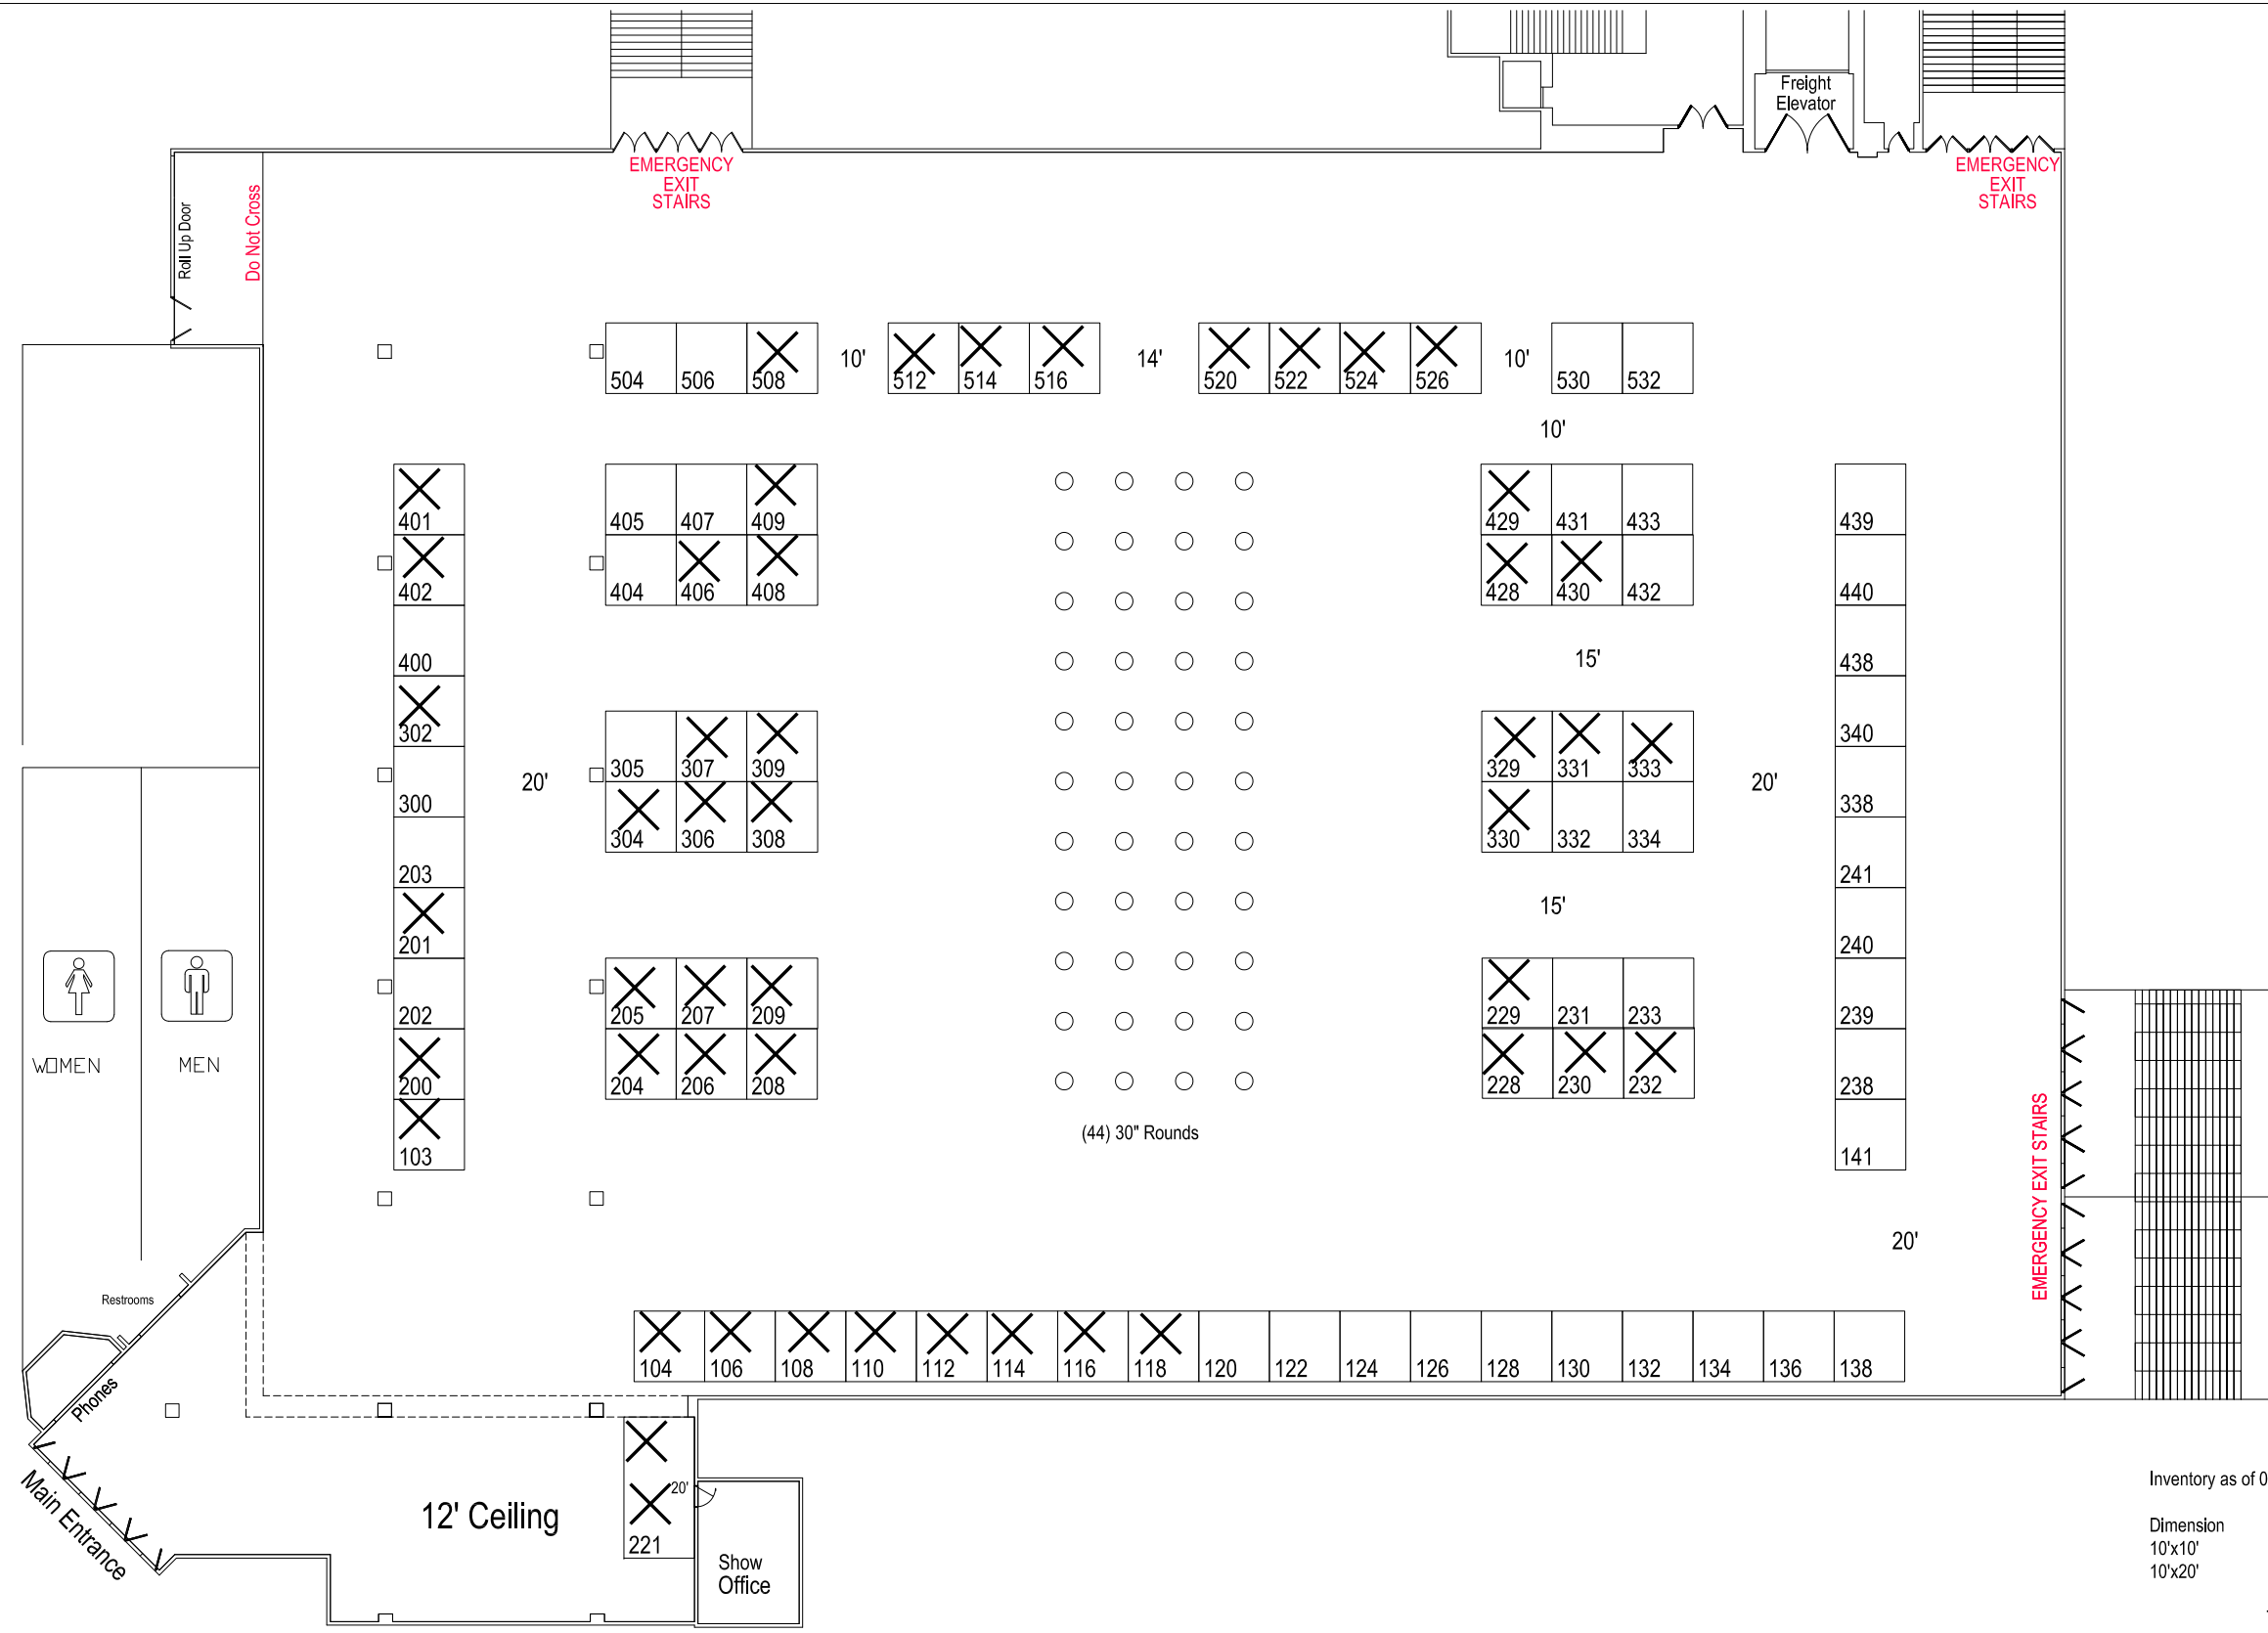 Freight
Elevator
EMERGENCY
EXIT
STAIRS
EMERGENCY
EXIT
STAIRS
Roll Up Door
Do Not Cross
504 506 508 10' 512 514 516 14' 520 522 524 526 10' 530 532
10'
401 405 407 409 429 431 433 439
402 404 406 408 428 430 432 440
400 15' 438
302 340
305 307 309 329 331 333
20' 20'
300 338
304 306 308 330 332 334
203 241
15'
201 240
202 205 207 209 229 231 233 239
WOMEN MEN
200 204 206 208 228 230 232 238
(44) 30" Rounds
103 141
EMERGENCY EXIT STAIRS
20'
Restrooms
104 106 108 110 112 114 116 118 120 122 124 126 128 130 132 134 136 138
Phones
Main Entrance
12' Ceiling
20'
221
Show
Office
Inventory as of 0
Dimension
10'x10'
10'x20'